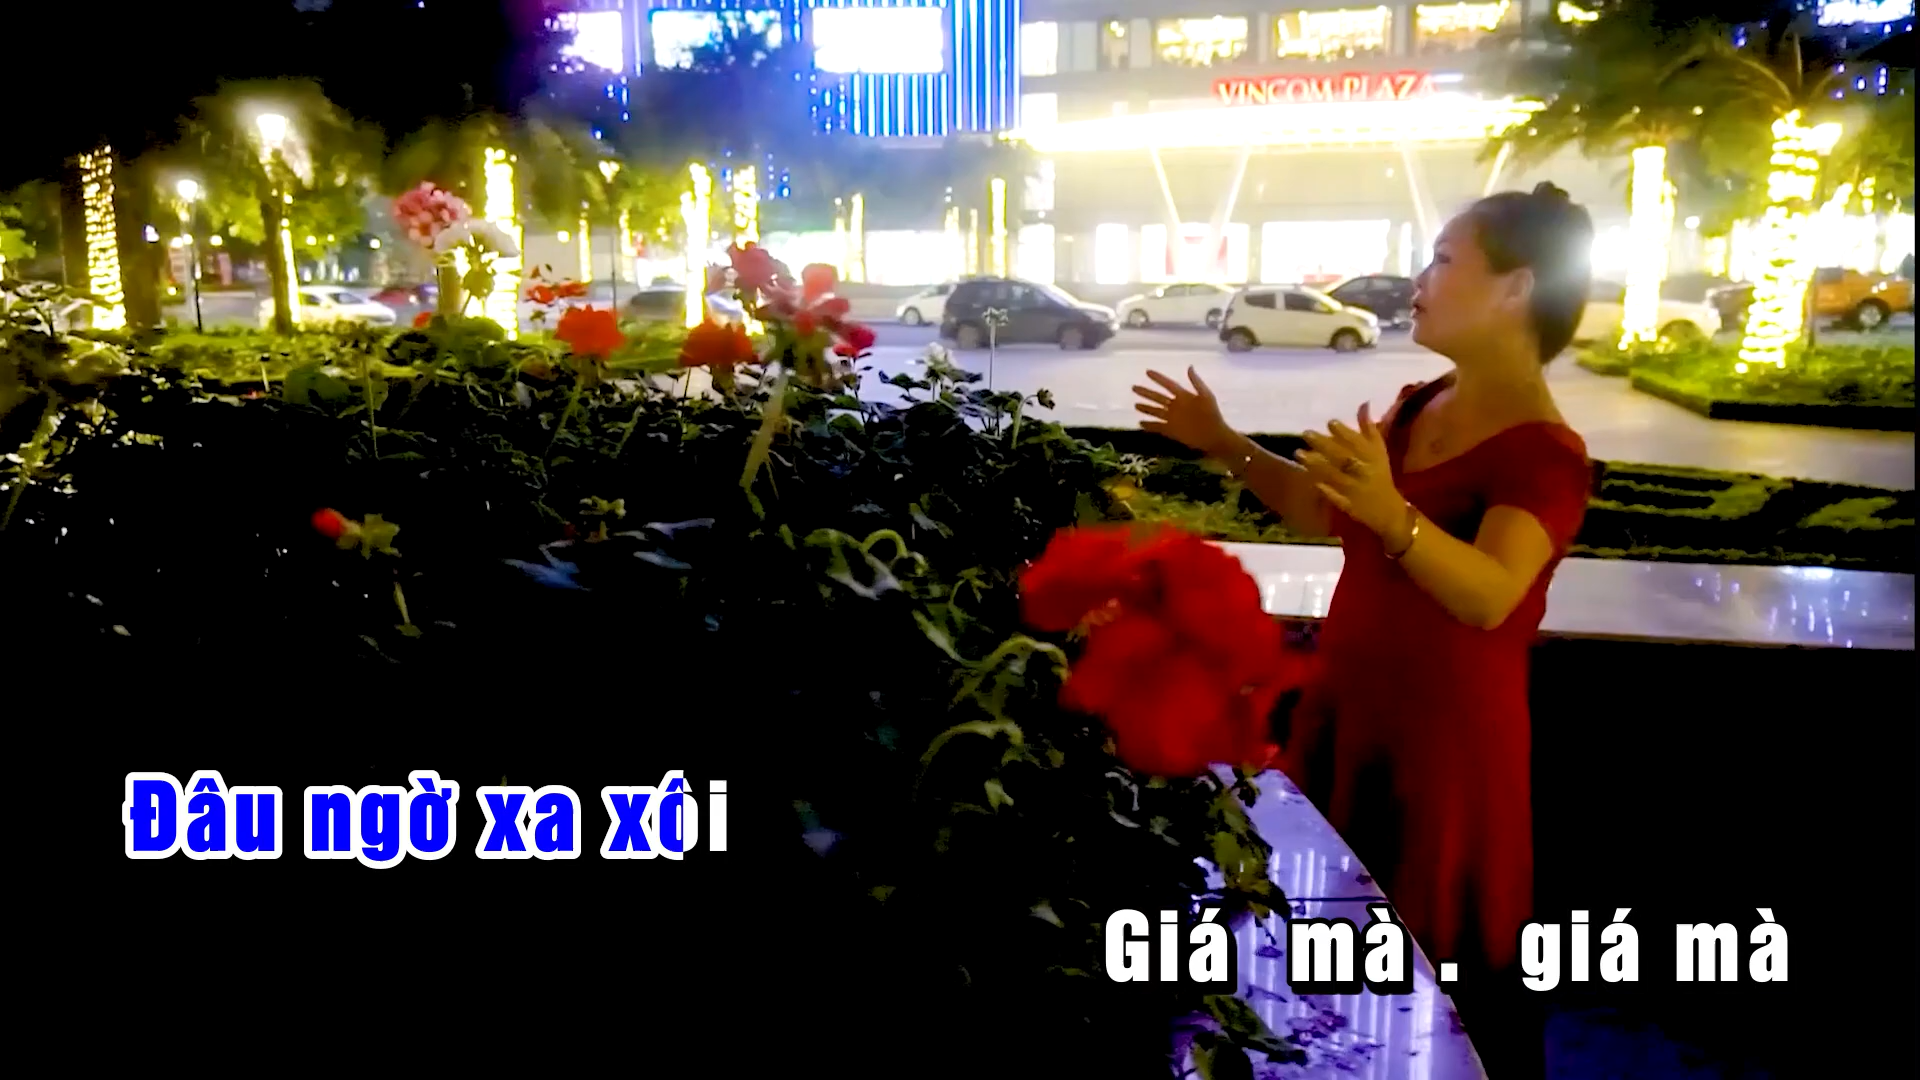 VINCOM PLAZA
Đâu ngờ xa xôi
Giá mà . giá mà